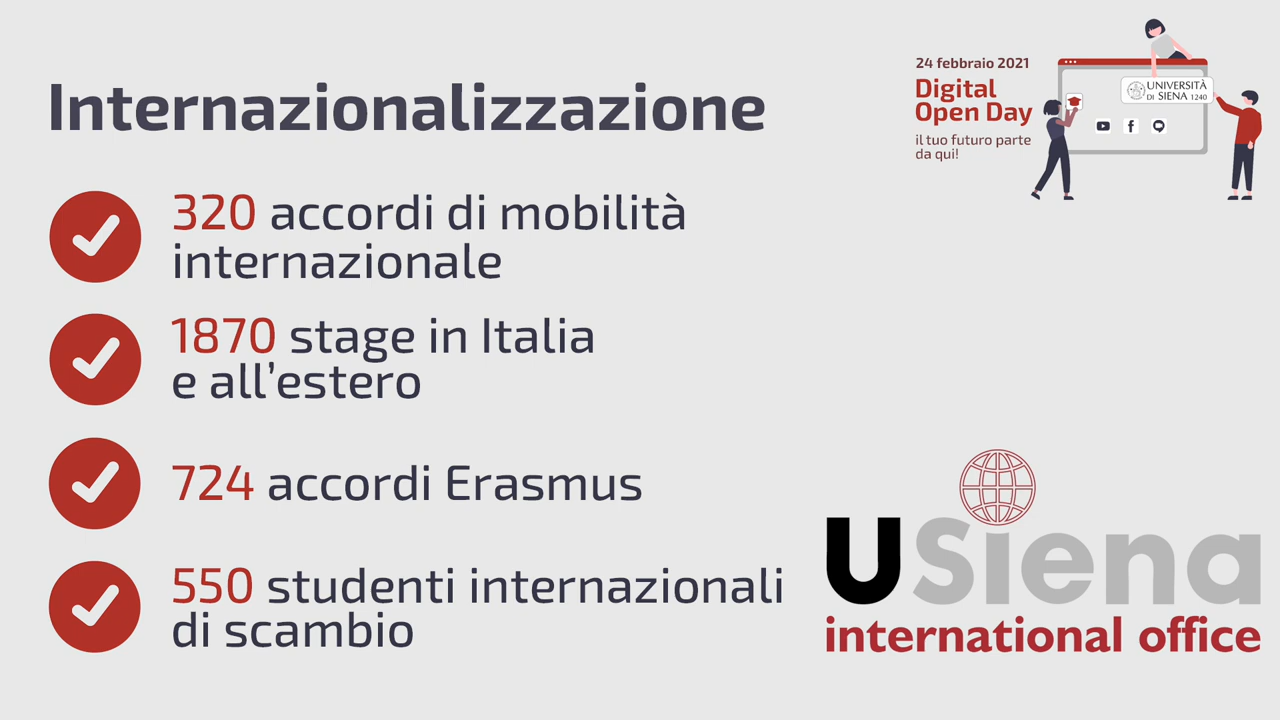 Internazionalizzazione
24 febbraio 2021
Digital
Open Day
il tuo futuro parte
da qui!
UNIVERSITÀ
DI SIENA 1240
320 accordi di mobilità
internazionale
1870 stage in Italia
e all’estero
724 accordi Erasmus
550 studenti internazionali
di scambio
USiena
international office